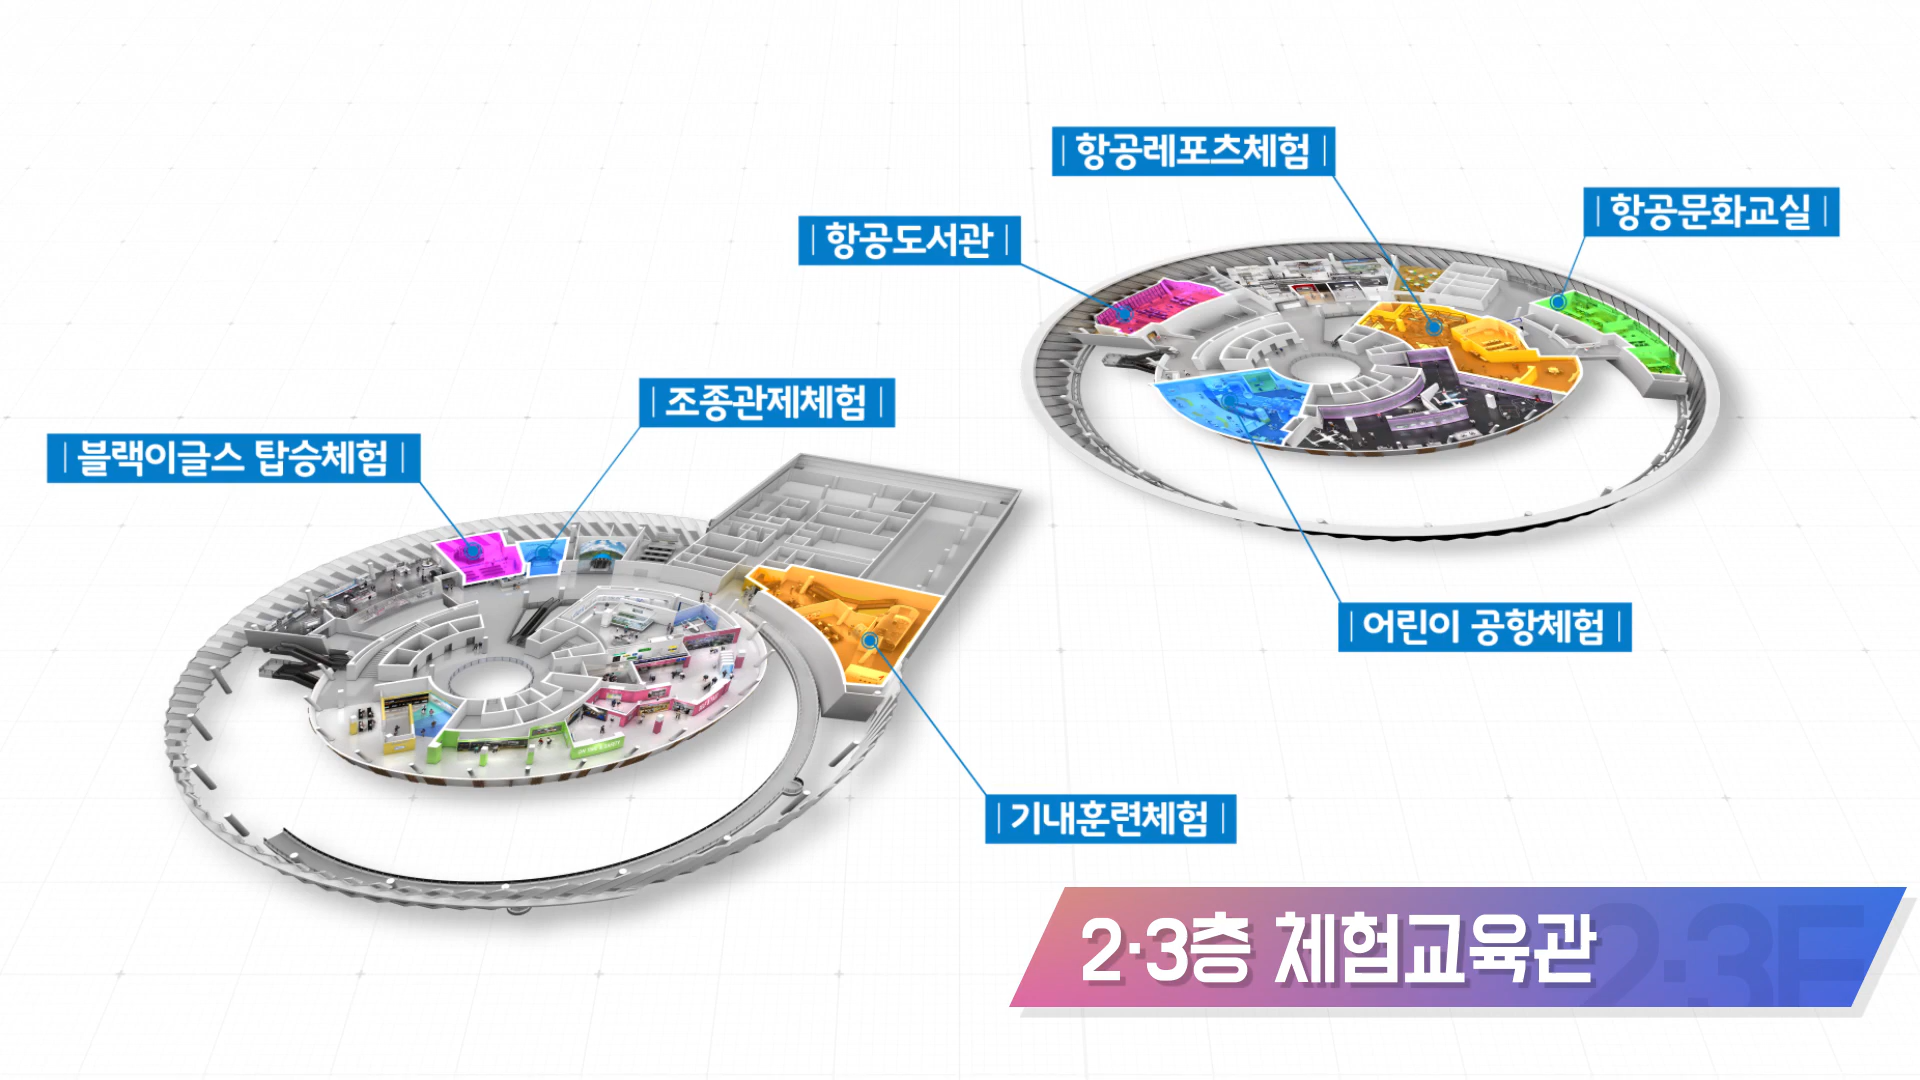 항공레포츠체험
항공문화교실
항공도서관
조종관제체험
블랙이글스 탑승체험
어린이 공항체험
기내훈련체험
2·3층 체험교육관
2·3F